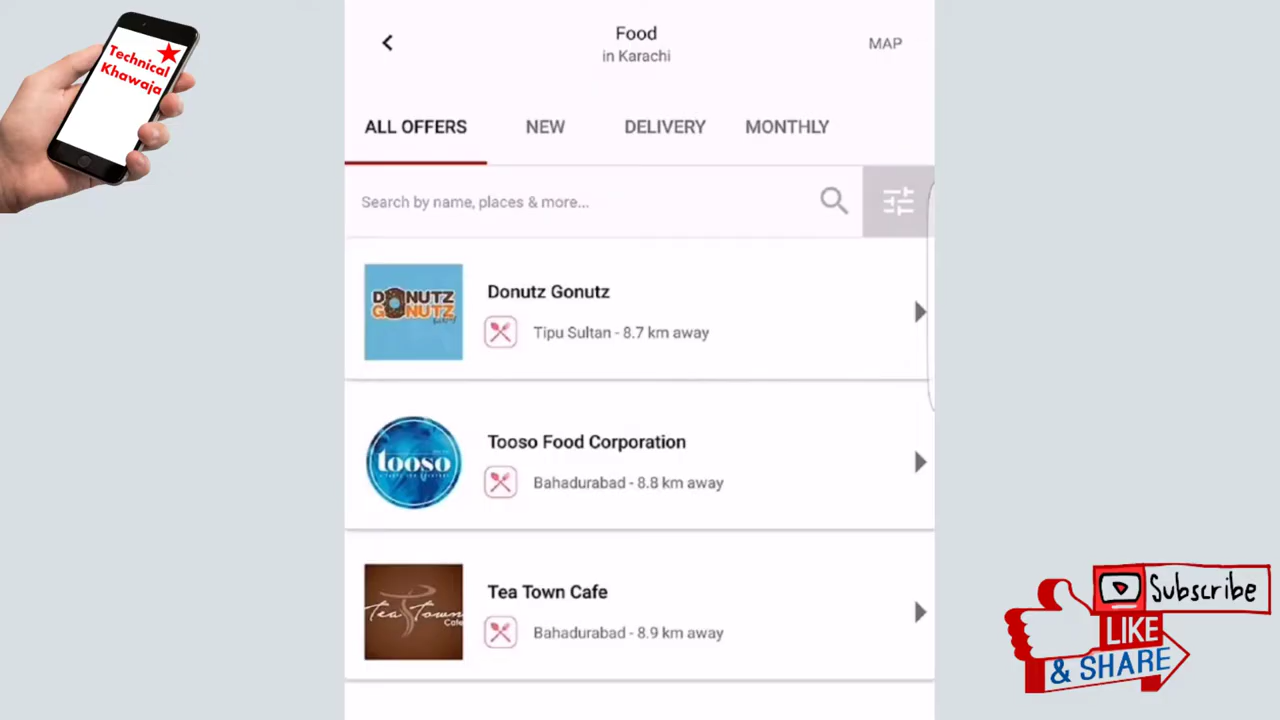 Technical
Khawaja
Food
in Karachi
MAP
ALL OFFERS
NEW
DELIVERY
MONTHLY
Search by name, places & more...
DONUTZ
GONUTZ
Donutz Gonutz
Tipu Sultan - 8.7 km away
tooso
Tooso Food Corporation
Bahadurabad - 8.8 km away
Tea Town
Cafe
Tea Town Cafe
Bahadurabad - 8.9 km away
Subscribe
LIKE
& SHARE